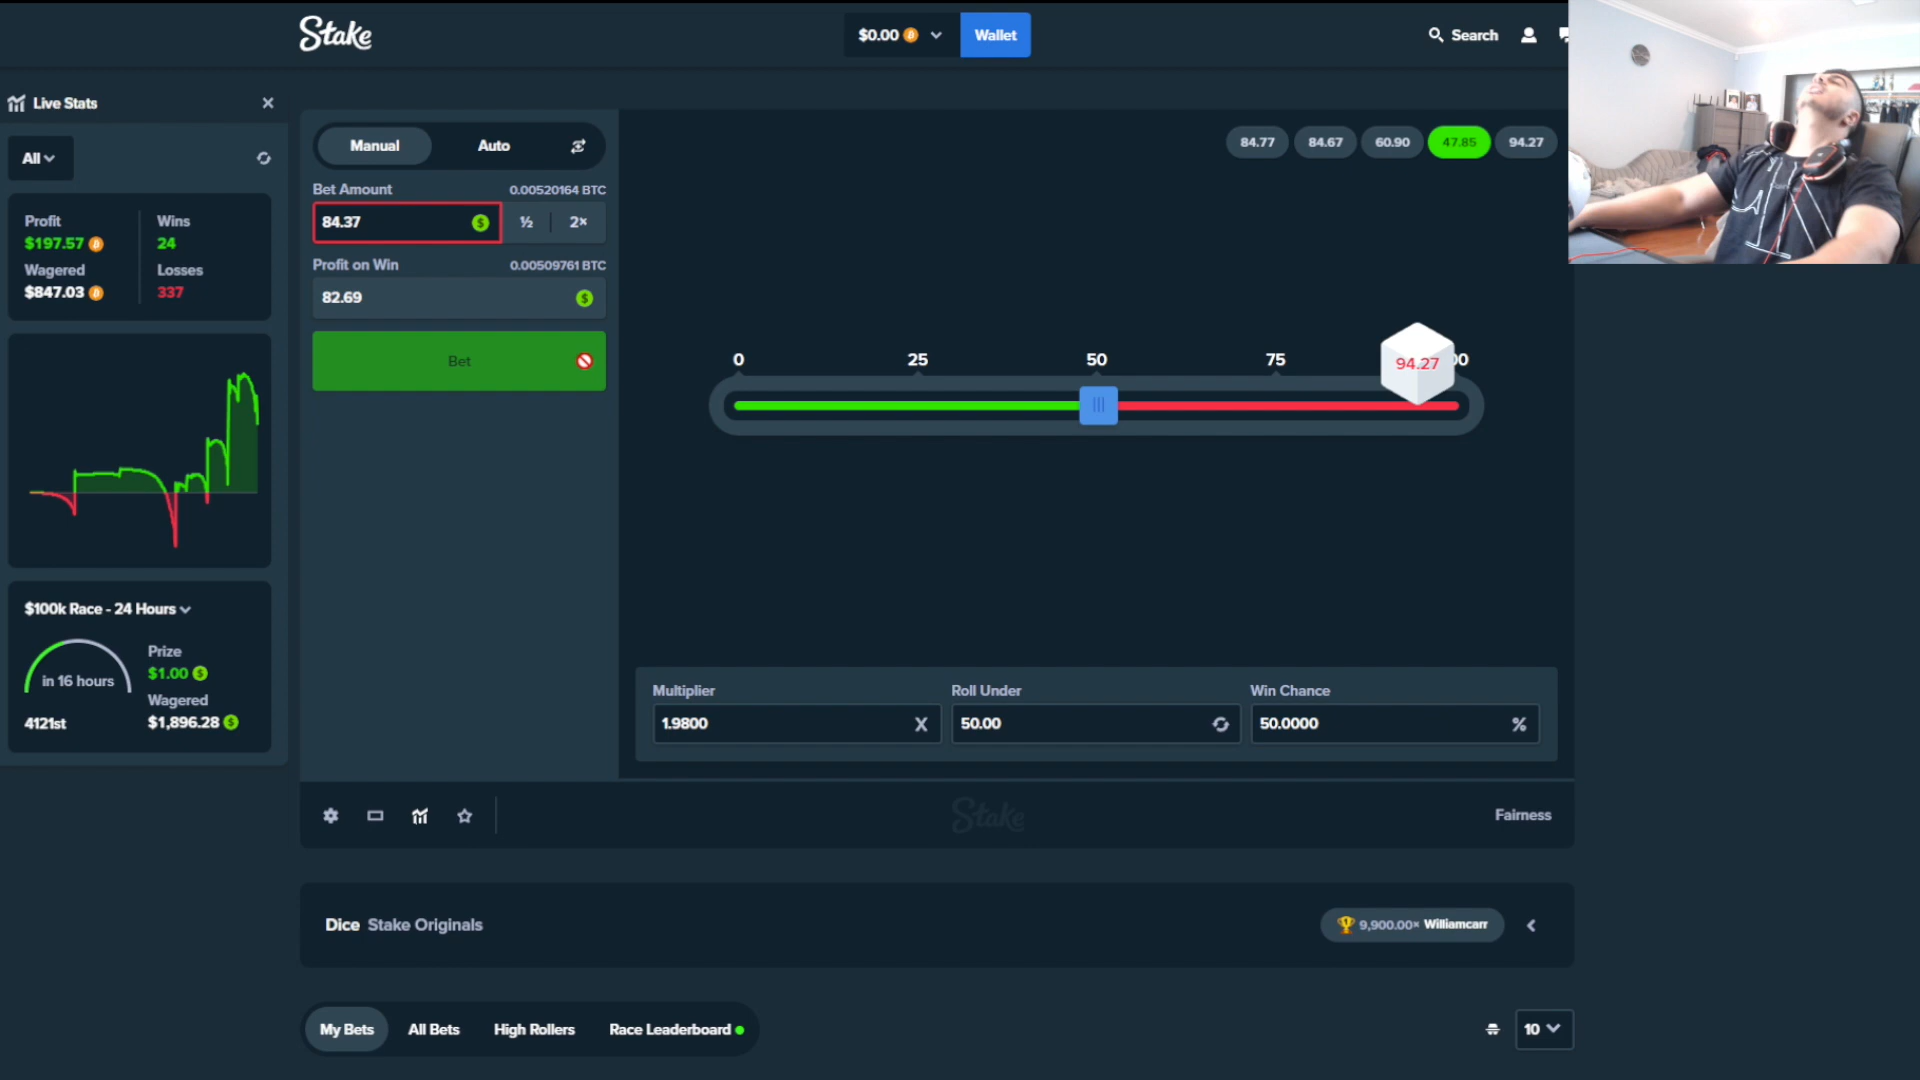 Stake
$0.00
Wallet
Search
Live Stats
All
Profit
$197.57
Wins
24
Wagered
$847.03
Losses
337
$100k Race - 24 Hours
in 16 hours
4121st
Prize
$1.00
Wagered
$1,896.28
Manual
Auto
Bet Amount
0.00520164 BTC
84.37
½
2×
Profit on Win
0.00509761 BTC
82.69
Bet
84.77
84.67
60.90
47.85
94.27
0
25
50
75
94.27
00
Multiplier
1.9800
X
Roll Under
50.00
Win Chance
50.0000
%
Stake
Fairness
Dice Stake Originals
9,900.00× Williamcarr
My Bets
All Bets
High Rollers
Race Leaderboard
10